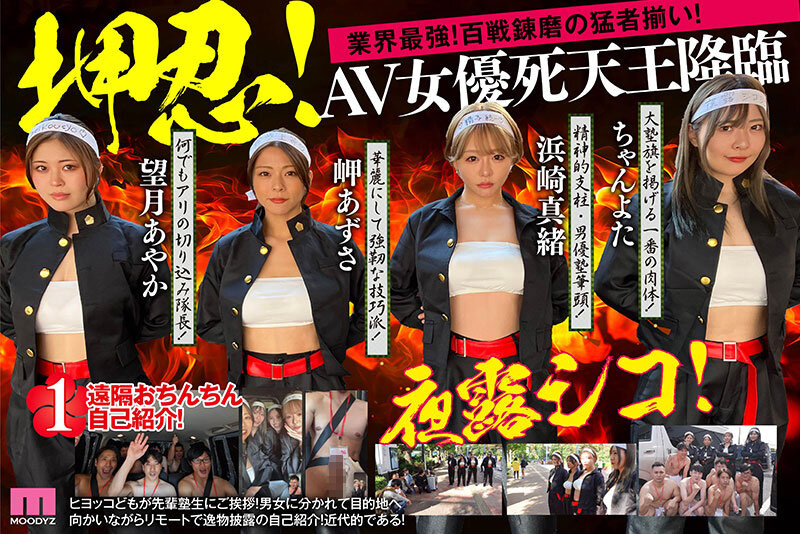 押忍!
業界最強!百戦錬磨の猛者揃い!
AV女優死天王降臨
大塾旗を掲げる一番の肉体!
ちゃんよた
精神的支柱・男優塾筆頭!
浜崎真緒
華麗にして強靭な技巧派!
岬あずさ
何でもアリの切り込み隊長!
望月あやか
夜露シコ!
1
遠隔おちんちん
自己紹介!
MOODYZ
ヒヨッコどもが先輩塾生にご挨拶!男女に分かれて目的地へ
向かいながらリモートで逸物披露の自己紹介!近代的である!